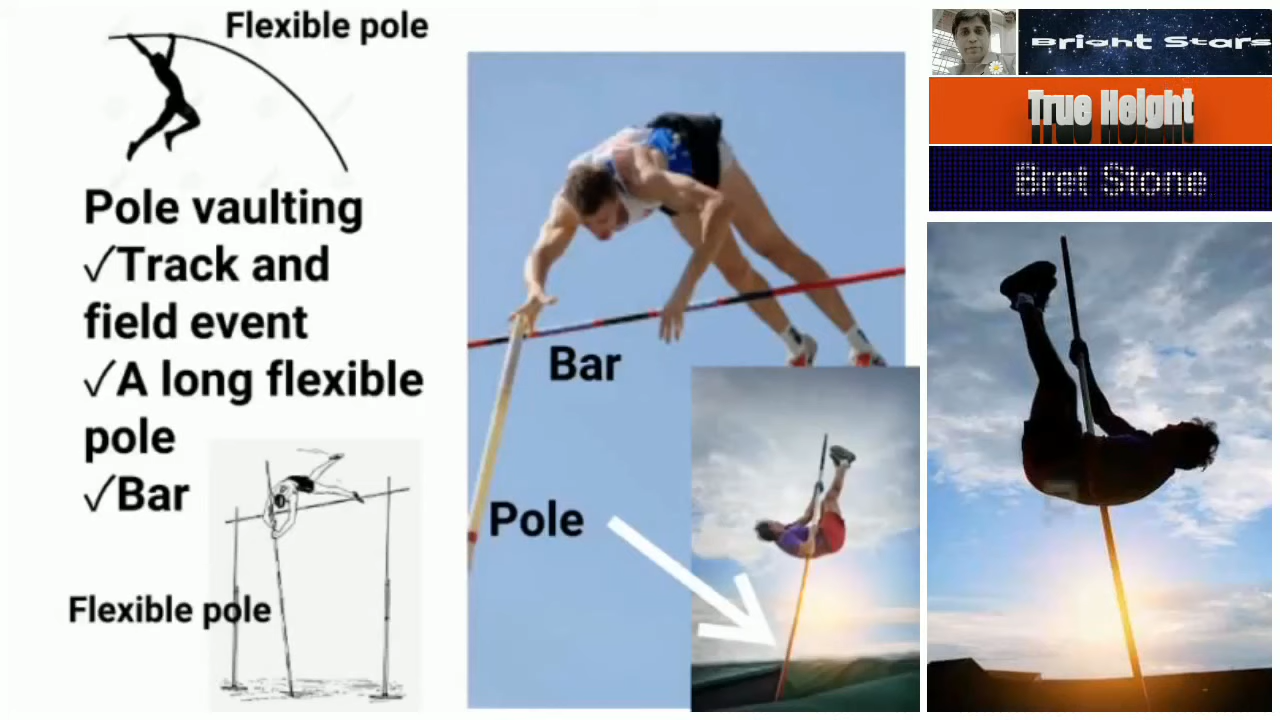 Flexible pole
Pole vaulting
✓Track and
field event
✓A long flexible
pole
✓Bar
Flexible pole
Bar
Pole
Bright Stars
True Height
Bret Stone